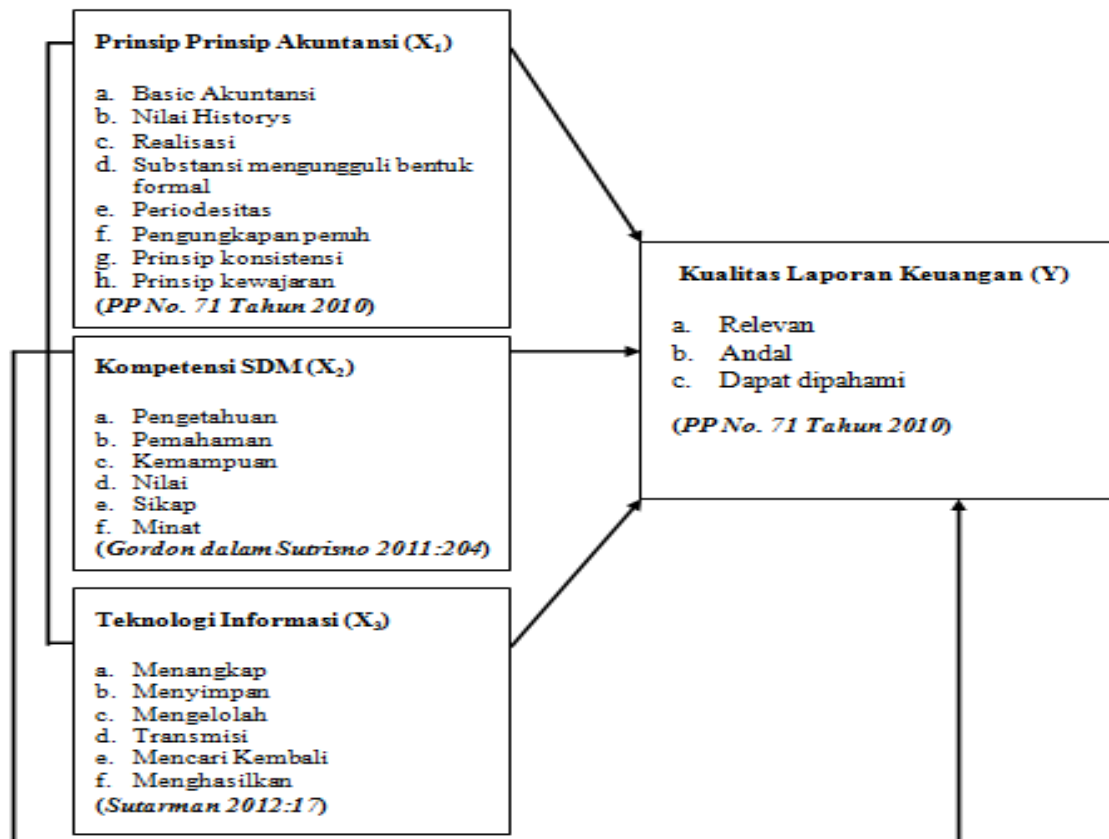 Prinsip Prinsip Akuntansi (X₁)
a. Basic Akuntansi
b. Nilai Historys
c. Realisasi
d. Substansi mengungguli bentuk
formal
e. Periodesitas
f. Pengungkapan penuh
g. Prinsip konsistensi
h. Prinsip kewajaran
(PP No. 71 Tahun 2010)
Kompetensi SDM (X₂)
a. Pengetahuan
b. Pemahaman
c. Kemampuan
d. Nilai
e. Sikap
f. Minat
(Gordon dalam Sutrisno 2011:204)
Teknologi Informasi (X₃)
a. Menangkap
b. Menyimpan
c. Mengelolah
d. Transmisi
e. Mencari Kembali
f. Menghasilkan
(Sutarman 2012:17)
Kualitas Laporan Keuangan (Y)
a. Relevan
b. Andal
c. Dapat dipahami
(PP No. 71 Tahun 2010)